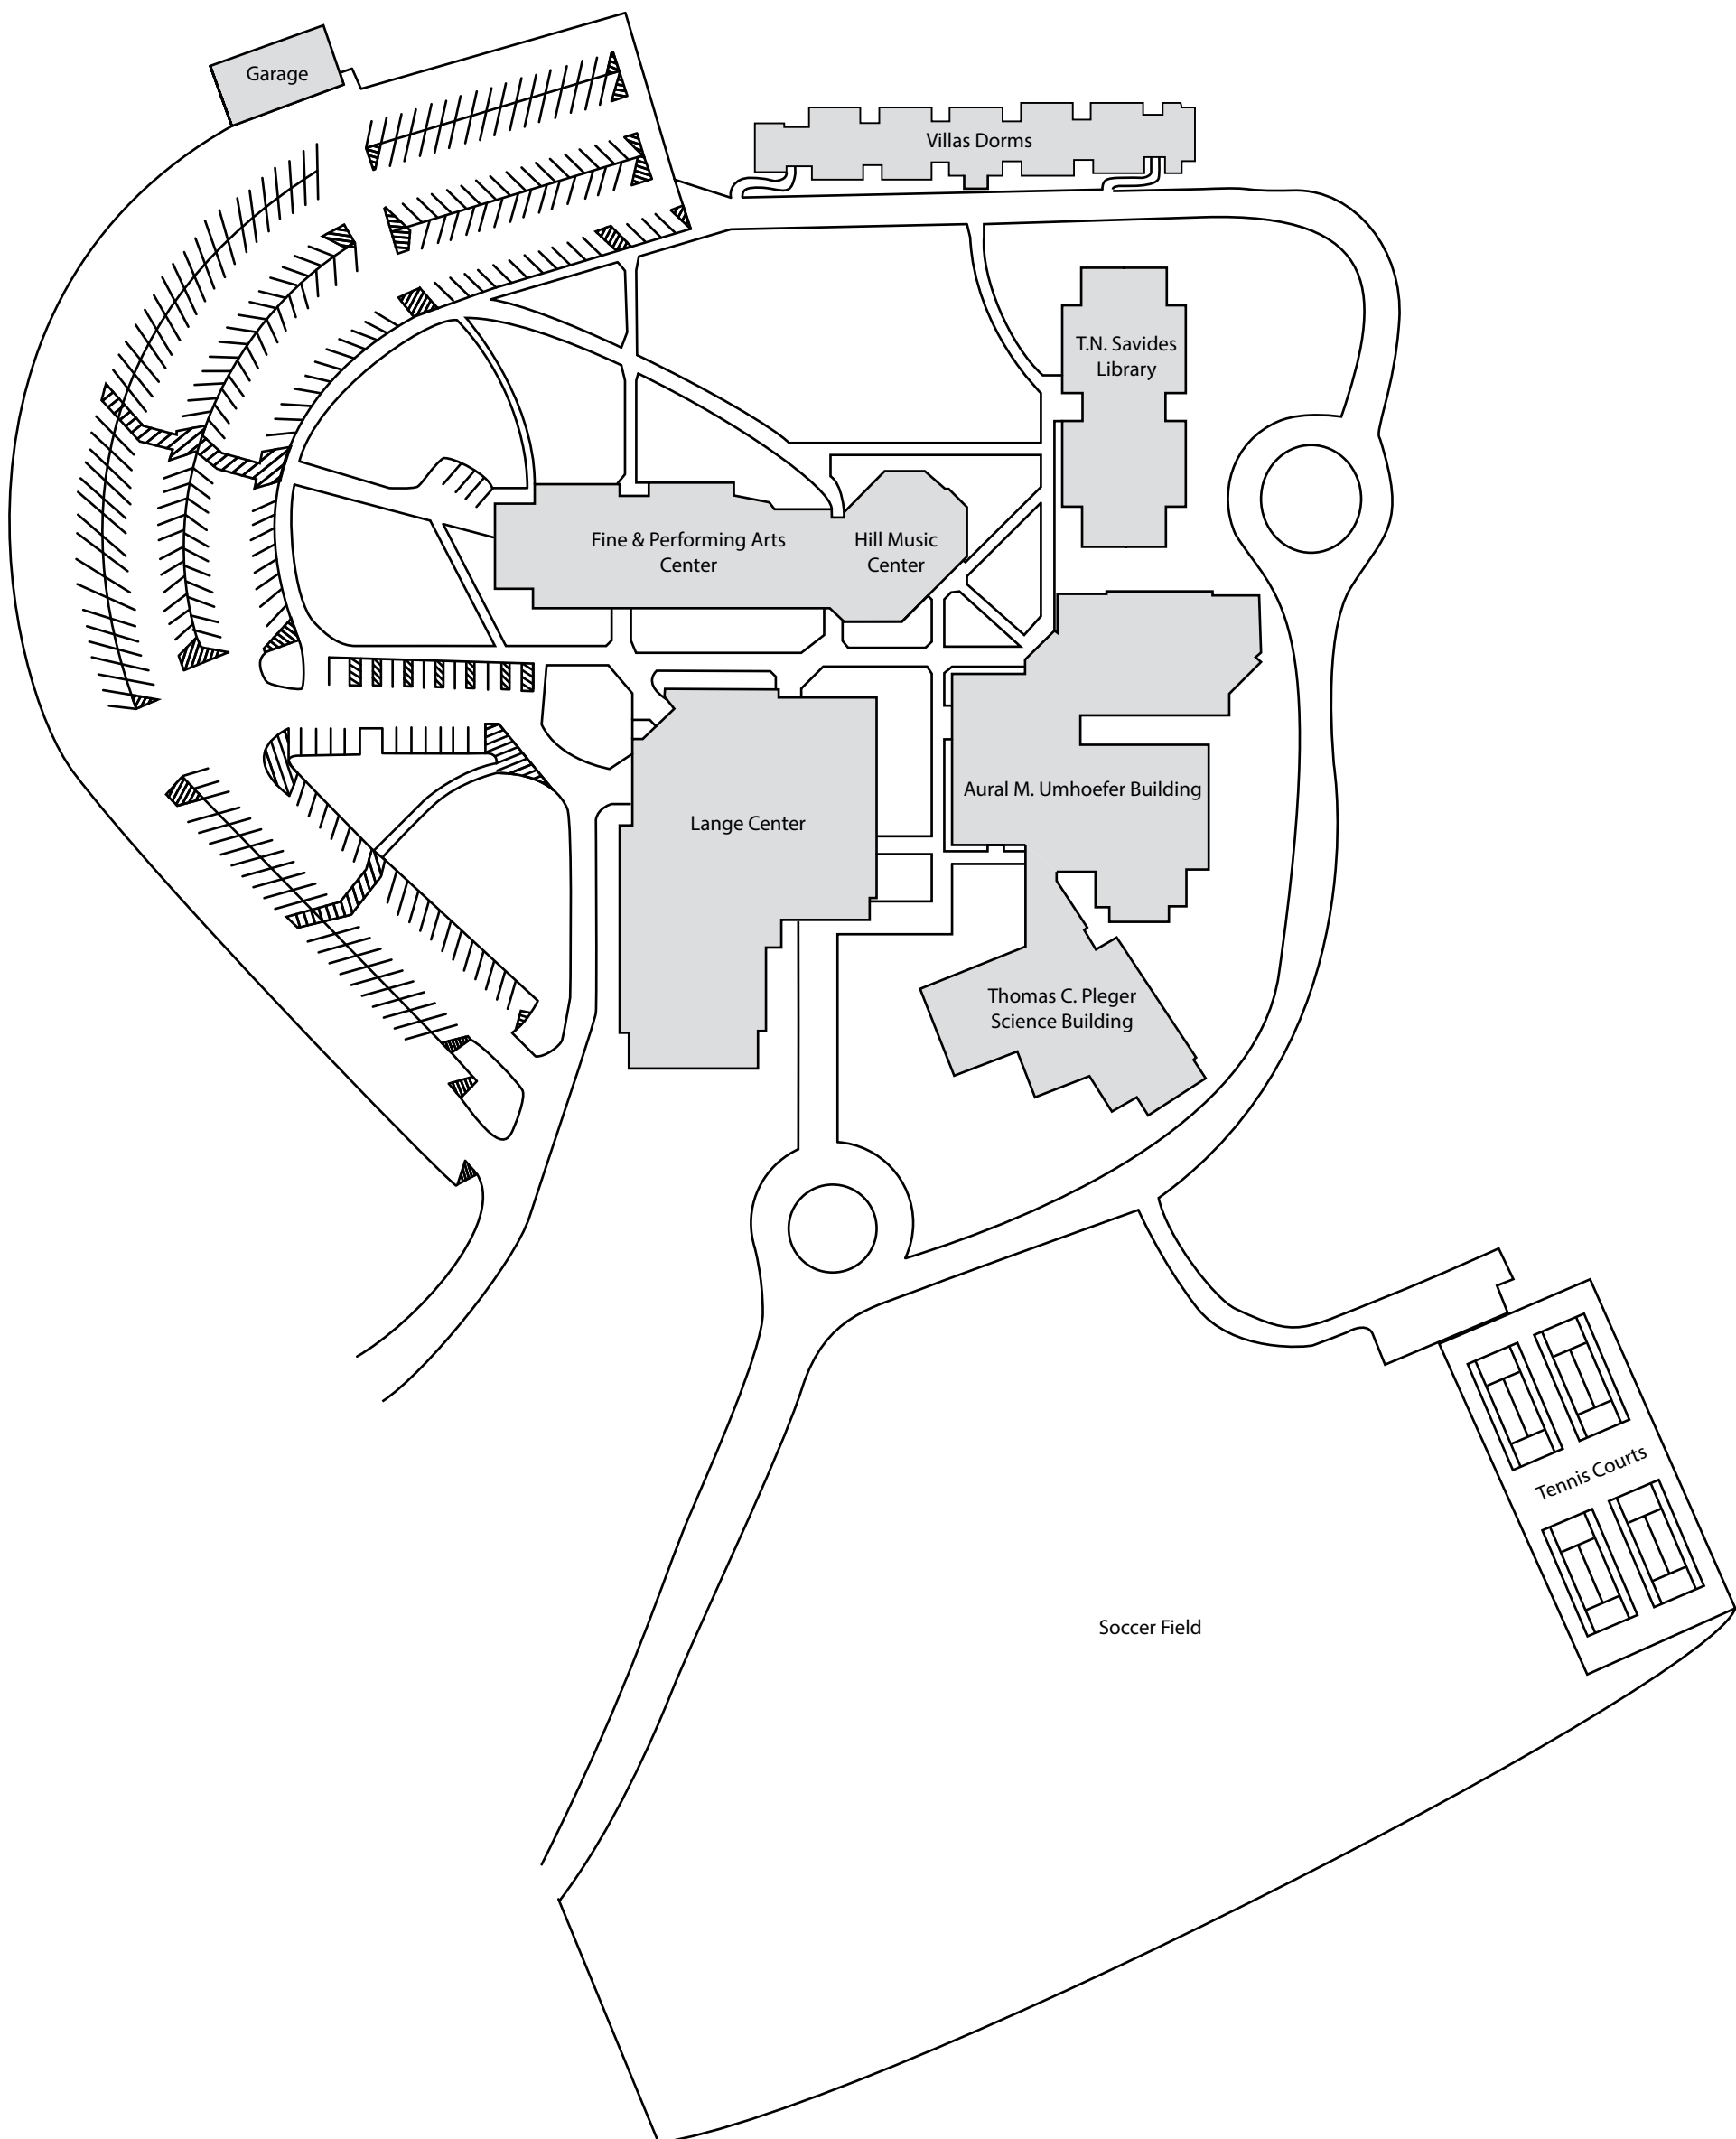 Garage
Villas Dorms
T.N. Savides
Library
Fine & Performing Arts
Center
Hill Music
Center
Aural M. Umhoefer Building
Lange Center
Thomas C. Pleger
Science Building
Tennis Courts
Soccer Field